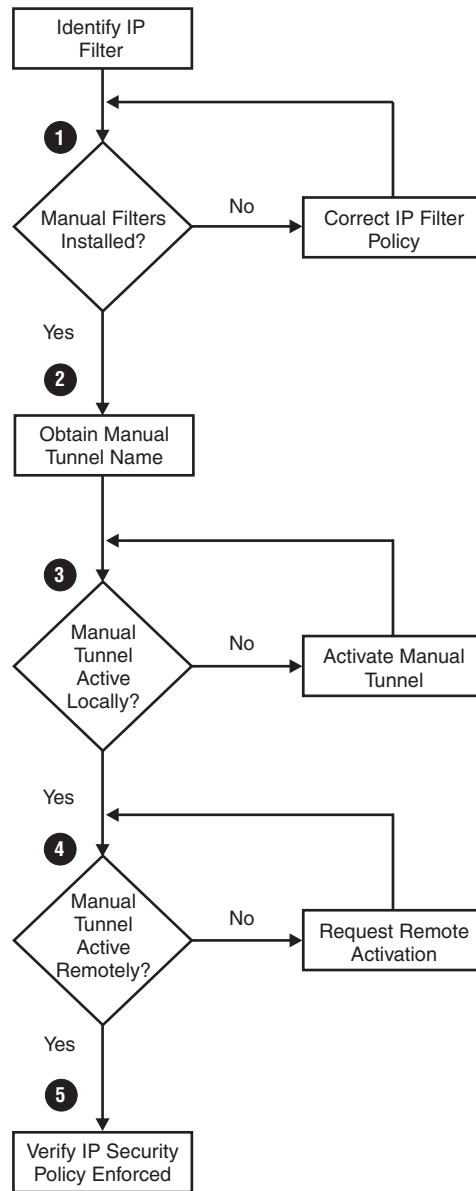 Identify IP
Filter
1
Manual Filters
Installed?
No
Correct IP Filter
Policy
Yes
2
Obtain Manual
Tunnel Name
3
Manual
Tunnel
Active
Locally?
No
Activate Manual
Tunnel
Yes
4
Manual
Tunnel
Active
Remotely?
No
Request Remote
Activation
Yes
5
Verify IP Security
Policy Enforced